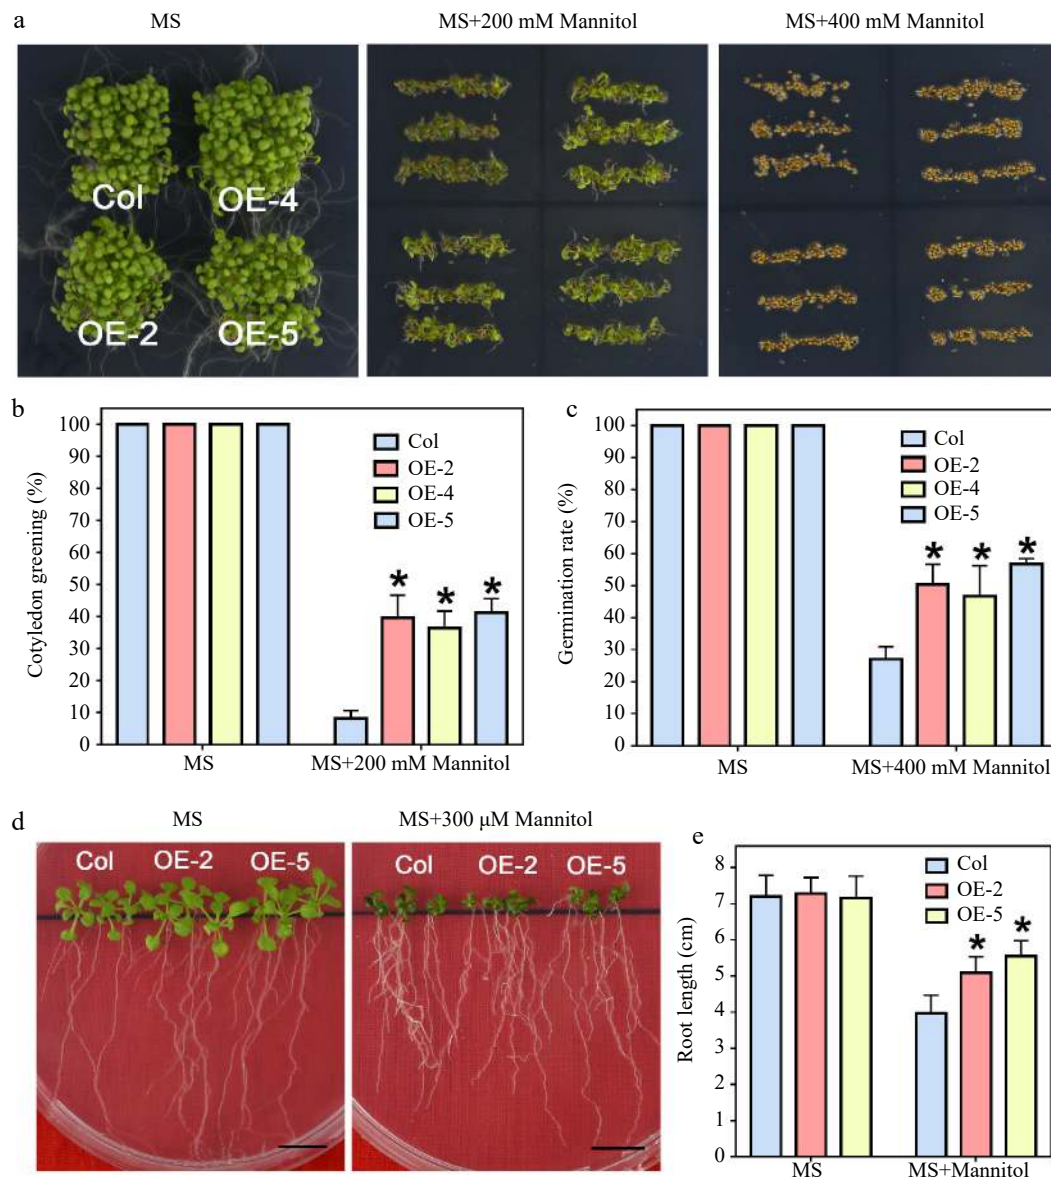 a
MS
MS+200 mM Mannitol
MS+400 mM Mannitol
Col
OE-4
OE-2
OE-5
b
Cotyledon greening (%)
100
90
80
70
60
50
40
30
20
10
0
Col
OE-2
OE-4
OE-5
*
*
*
MS
MS+200 mM Mannitol
c
Germination rate (%)
100
90
80
70
60
50
40
30
20
10
0
Col
OE-2
OE-4
OE-5
*
*
*
MS
MS+400 mM Mannitol
d
MS
MS+300 μM Mannitol
Col
OE-2
OE-5
Col
OE-2
OE-5
e
Root length (cm)
8
7
6
5
4
3
2
1
0
Col
OE-2
OE-5
*
*
MS
MS+Mannitol